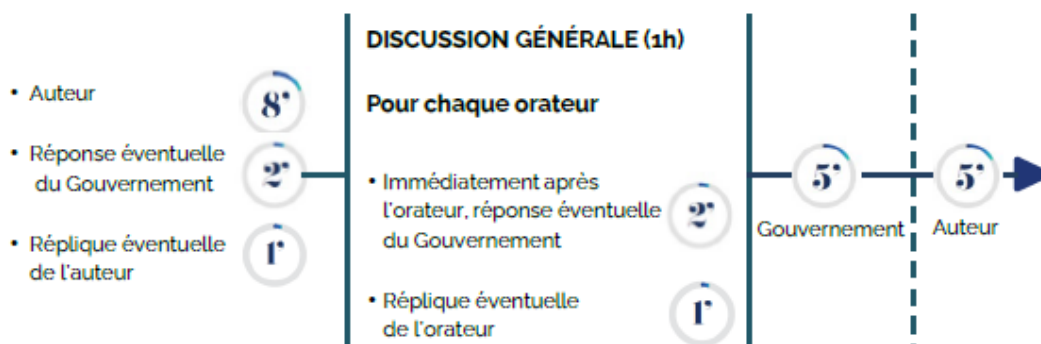 • Auteur
8'
• Réponse éventuelle
du Gouvernement
2'
• Réplique éventuelle
de l'auteur
1'
DISCUSSION GÉNÉRALE (1h)
Pour chaque orateur
• Immédiatement après
l'orateur, réponse éventuelle
du Gouvernement
2'
• Réplique éventuelle
de l'orateur
1'
5'
Gouvernement
5'
Auteur